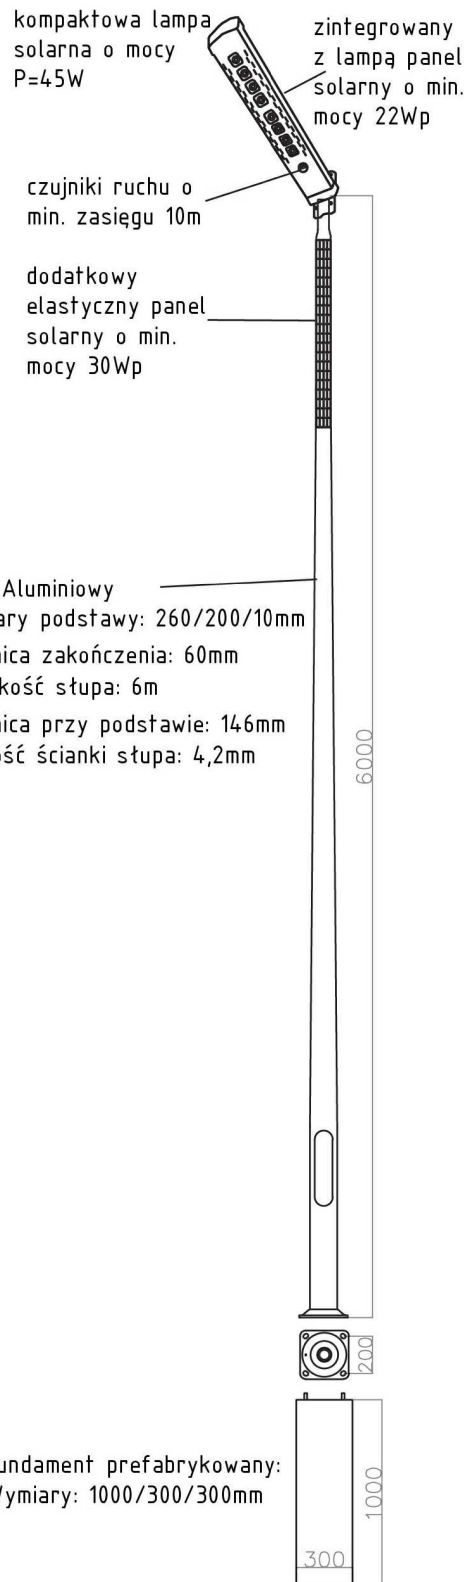 kompaktowa lampa
solarna o mocy
P=45W
zintegrowany
z lampą panel
solarny o min.
mocy 22Wp
czujniki ruchu o
min. zasięgu 10m
dodatkowy
elastyczny panel
solarny o min.
mocy 30Wp
Aluminiowy
ary podstawy: 260/200/10mm
nica zakończenia: 60mm
kość słupa: 6m
nica przy podstawie: 146mm
ość ścianki słupa: 4,2mm
6000
200
undament prefabrykowany:
Wymiary: 1000/300/300mm
1000
300